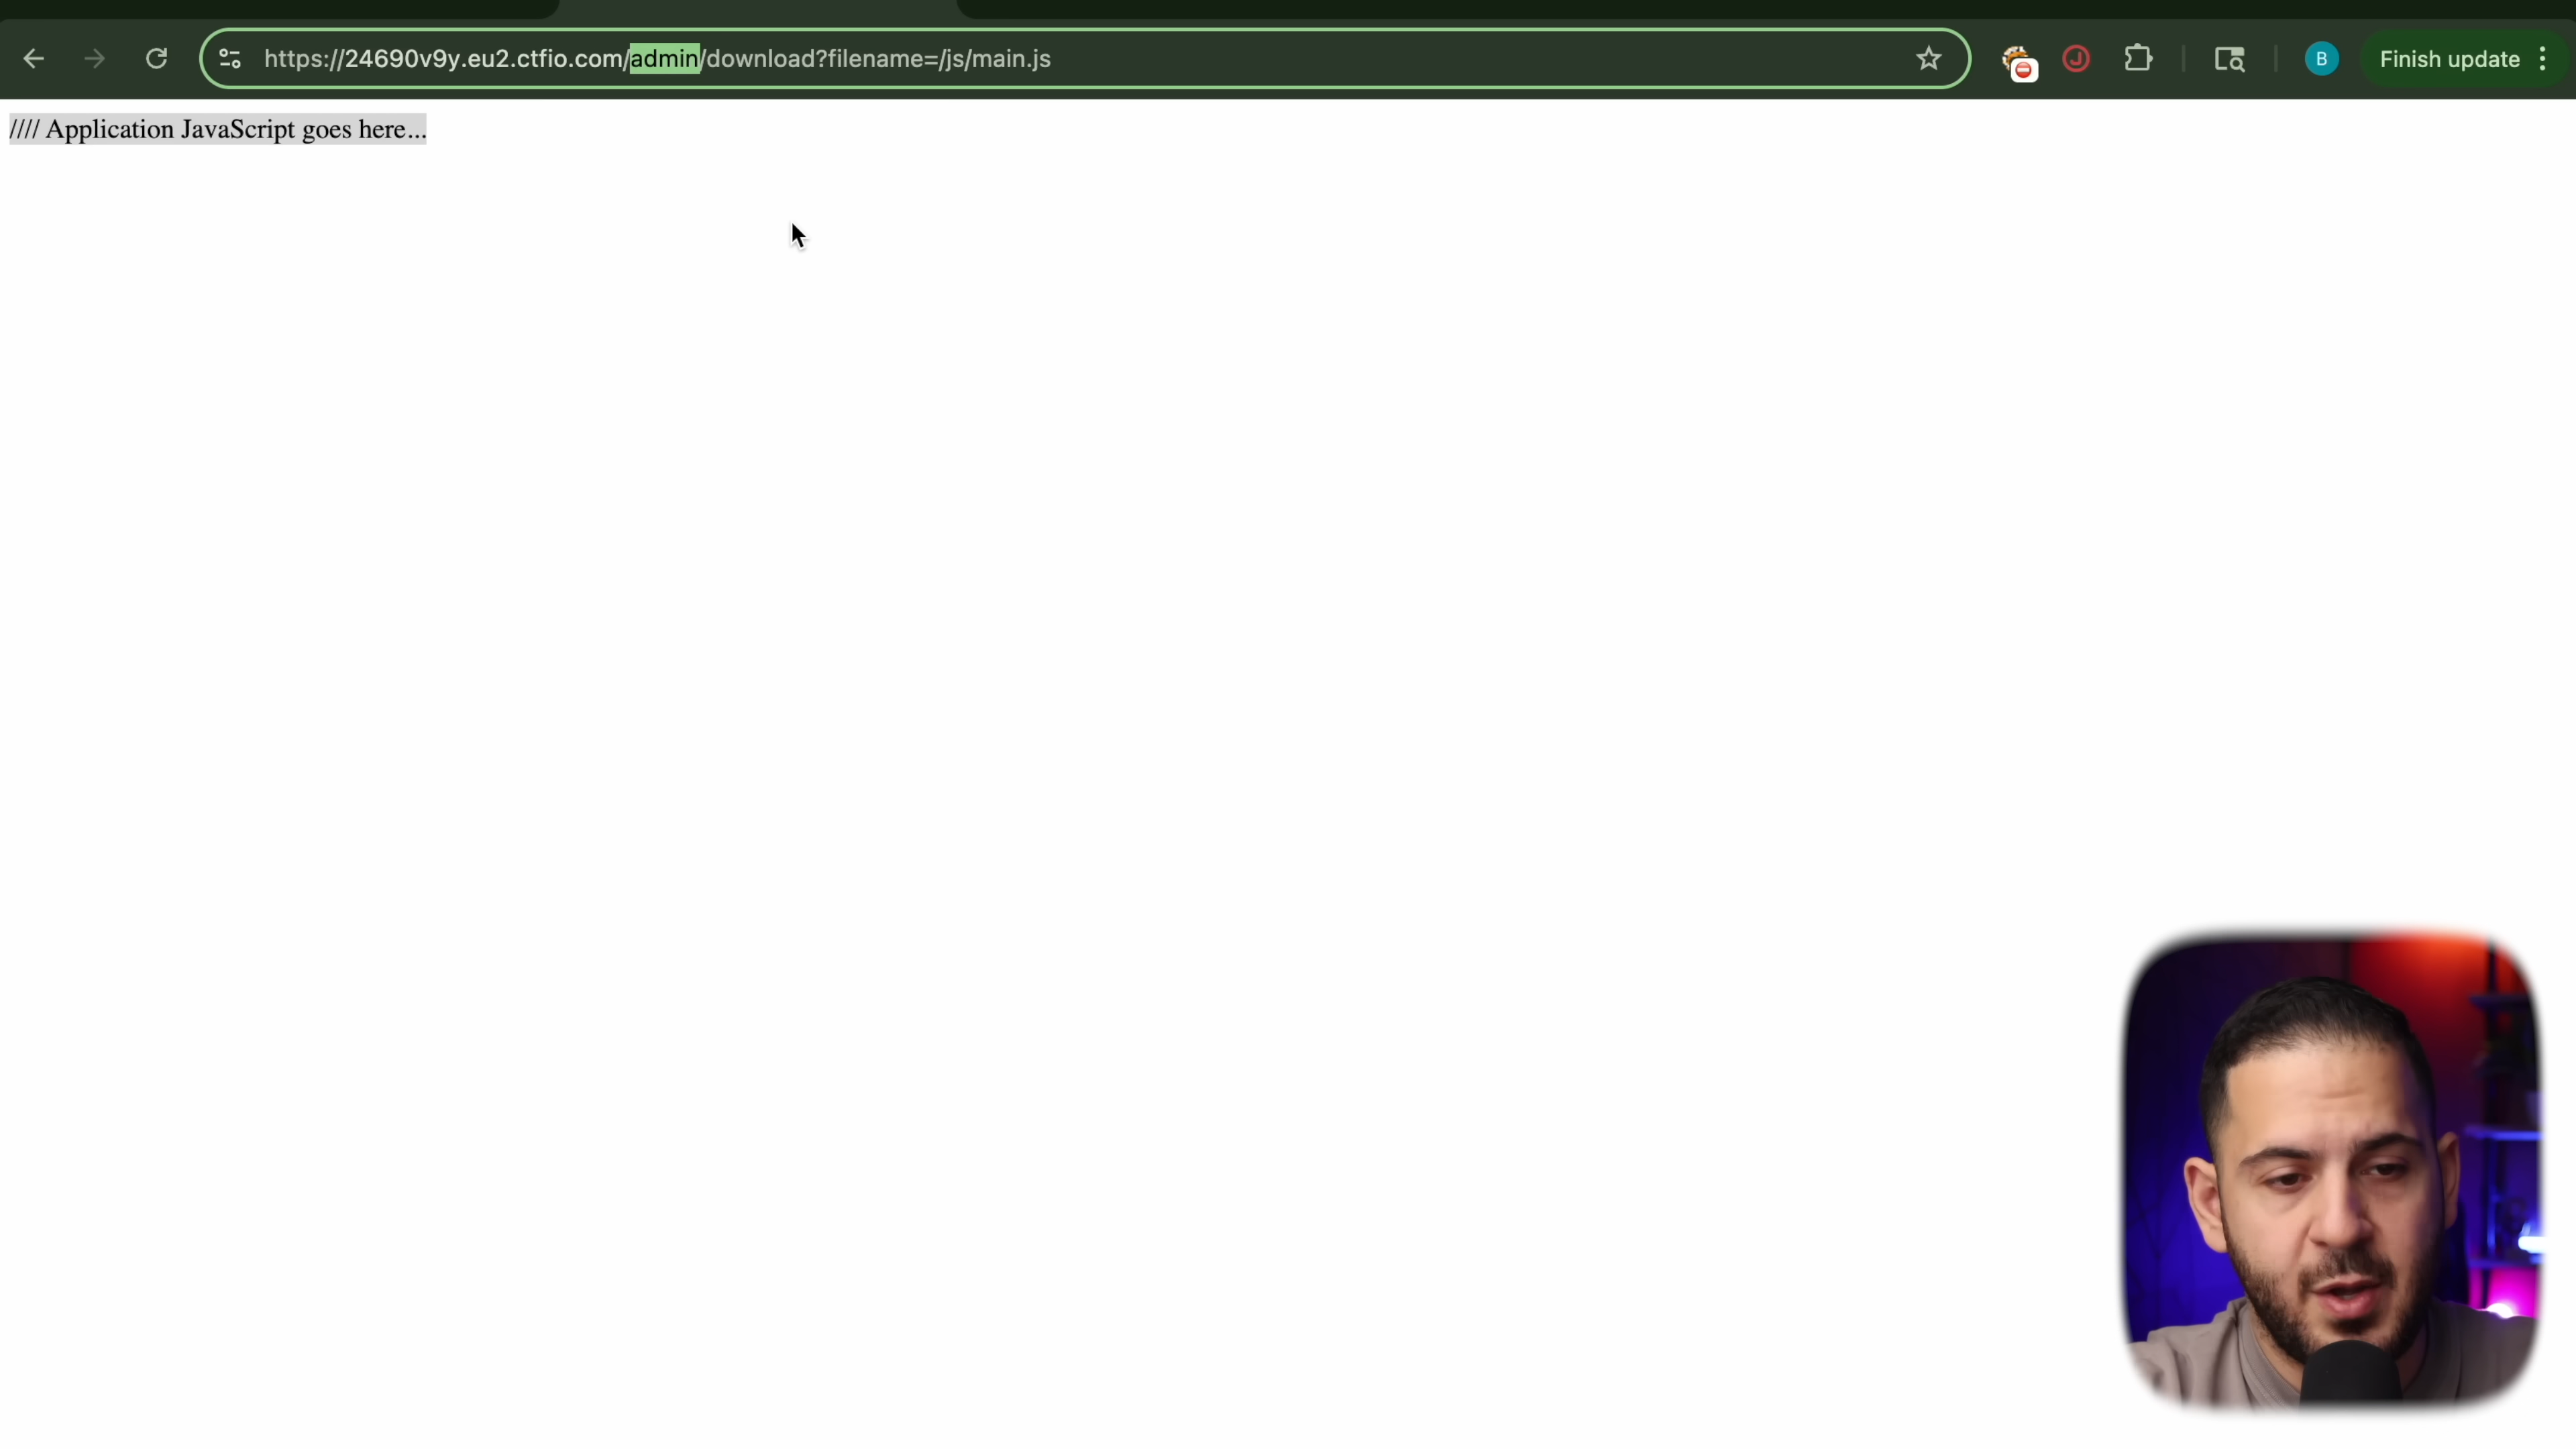 https://24690v9y.eu2.ctfio.com/admin/download?filename=/js/main.js
J
B
Finish update
//// Application JavaScript goes here...